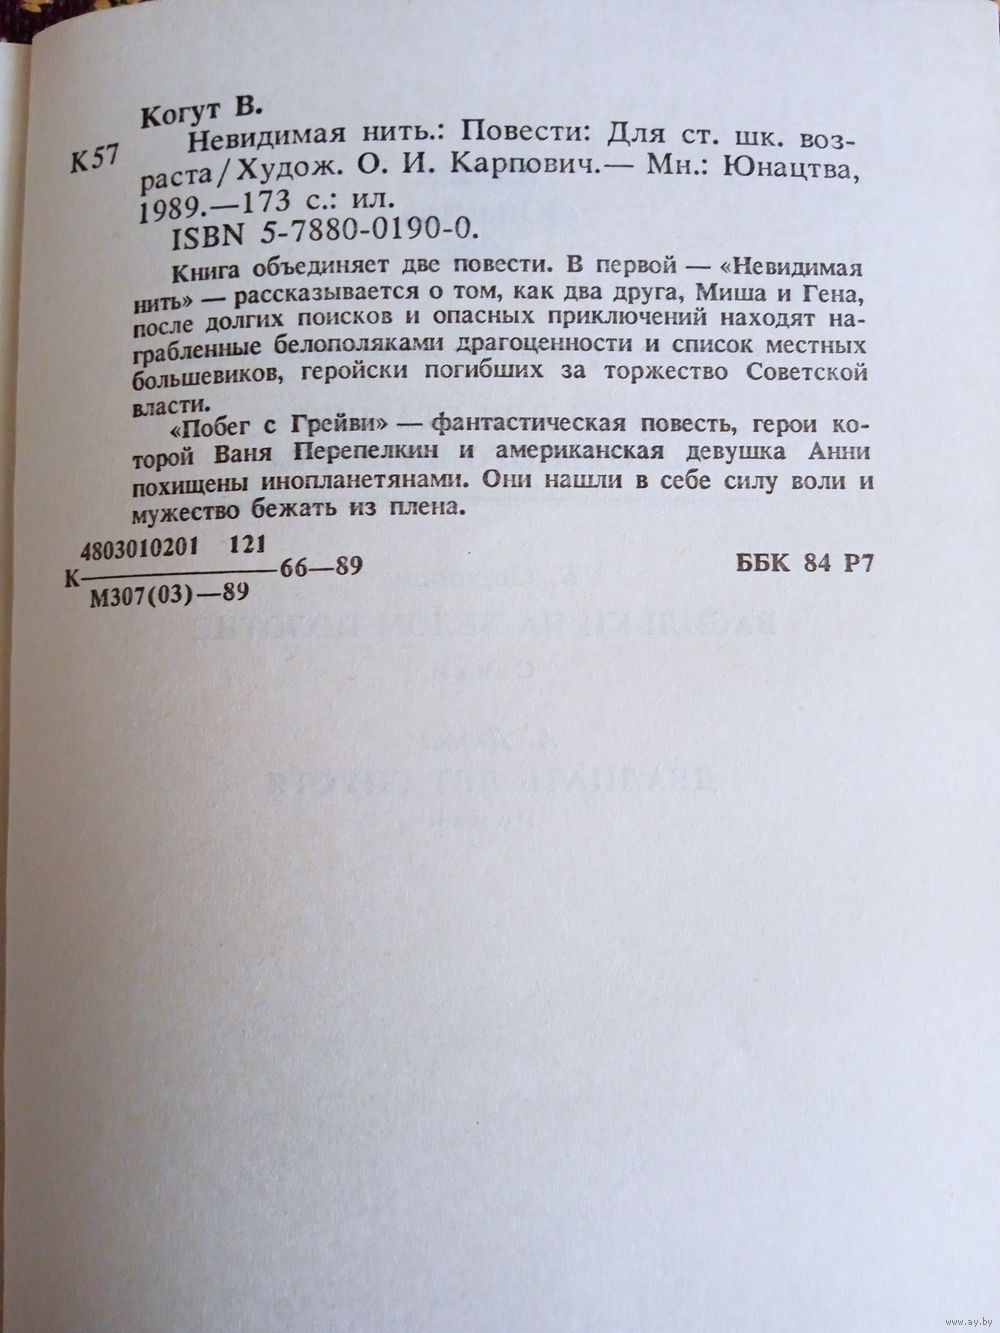 Когут В.
К57
Невидимая нить.: Повести: Для ст. шк. воз-
раста/Худож. О. И. Карпович.— Мн.: Юнацтва,
1989.—173 с.: ил.
ISBN 5-7880-0190-0.
Книга объединяет две повести. В первой — «Невидимая
нить» — рассказывается о том, как два друга, Миша и Гена,
после долгих поисков и опасных приключений находят на-
грабленные белополяками драгоценности и список местных
большевиков, геройски погибших за торжество Советской
власти.
«Побег с Грейви» — фантастическая повесть, герои ко-
торой Ваня Перепелкин и американская девушка Анни
похищены инопланетянами. Они нашли в себе силу воли и
мужество бежать из плена.
4803010201 121
К 66—89
М307(03)—89
ББК 84 Р7
www.ay.by